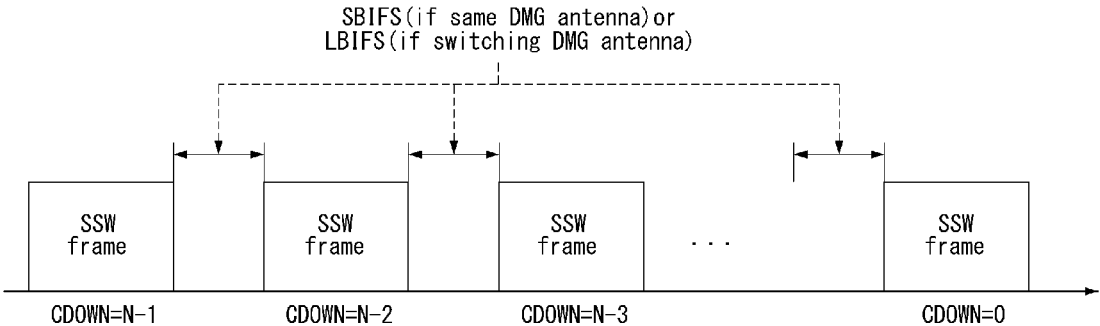 SBIFS(if same DMG antenna)or
LBIFS(if switching DMG antenna)
SSW
frame
SSW
frame
SSW
frame
...
SSW
frame
CDOWN=N-1
CDOWN=N-2
CDOWN=N-3
CDOWN=0